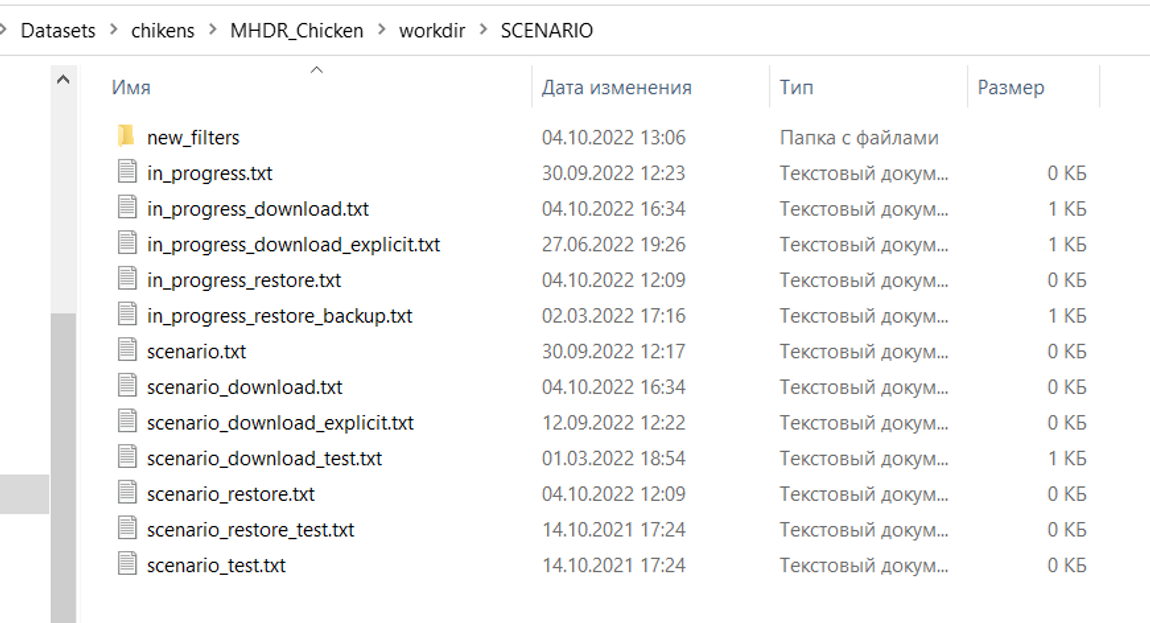 Datasets > chikens > MHDR_Chicken > workdir > SCENARIO
Имя Дата изменения Тип Размер
new_filters 04.10.2022 13:06 Папка с файлами
in_progress.txt 30.09.2022 12:23 Текстовый докум... 0 КБ
in_progress_download.txt 04.10.2022 16:34 Текстовый докум... 1 КБ
in_progress_download_explicit.txt 27.06.2022 19:26 Текстовый докум... 1 КБ
in_progress_restore.txt 04.10.2022 12:09 Текстовый докум... 0 КБ
in_progress_restore_backup.txt 02.03.2022 17:16 Текстовый докум... 1 КБ
scenario.txt 30.09.2022 12:17 Текстовый докум... 0 КБ
scenario_download.txt 04.10.2022 16:34 Текстовый докум... 0 КБ
scenario_download_explicit.txt 12.09.2022 12:22 Текстовый докум... 0 КБ
scenario_download_test.txt 01.03.2022 18:54 Текстовый докум... 1 КБ
scenario_restore.txt 04.10.2022 12:09 Текстовый докум... 0 КБ
scenario_restore_test.txt 14.10.2021 17:24 Текстовый докум... 0 КБ
scenario_test.txt 14.10.2021 17:24 Текстовый докум... 0 КБ